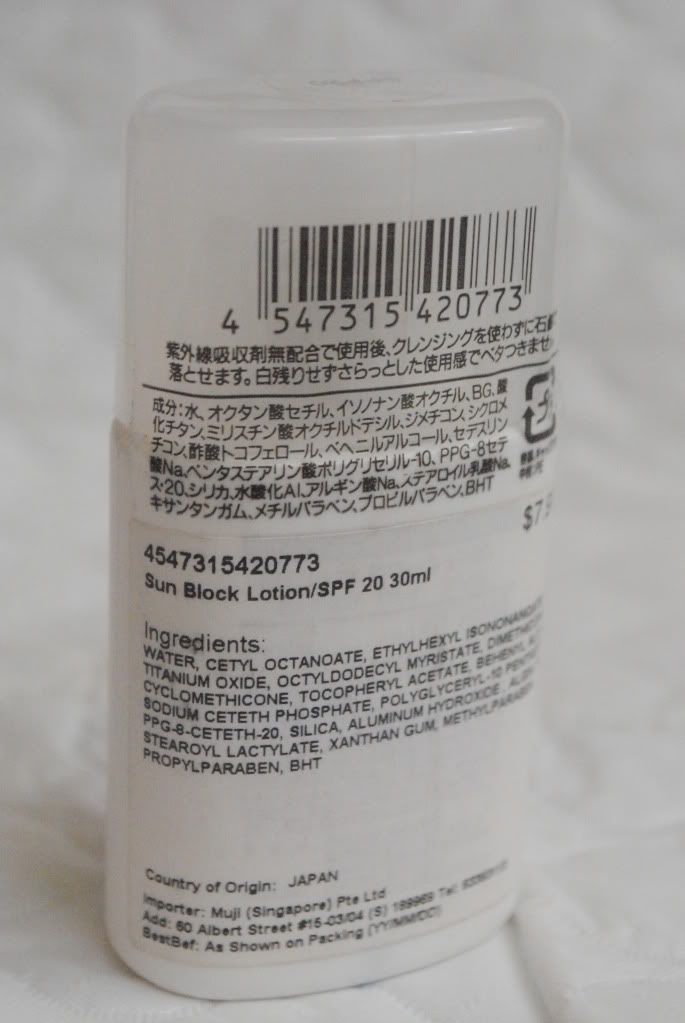 4 547315 420773
紫外線吸収剤無配合で使用後、クレンジングを使わずに石
落とせます。白残りせずさらっとした使用感でベタつきませ
成分:水、オクタン酸セチル、イソノナン酸オクチル、BG、酸
化チタン、ミリスチン酸オクチルドデシル、ジメチコン、シクロメ
チコン、酢酸トコフェロール、ベヘニルアルコール、セテスリン
酸Na、ペンタステアリン酸ポリグリセリル-10、PPG-8セテ
ス-20、シリカ、水酸化Al、アルギン酸Na、ステアロイル乳酸Na、
キサンタンガム、メチルパラベン、プロピルパラベン、BHT
$7.9
4547315420773
Sun Block Lotion/SPF 20 30ml
Ingredients:
WATER, CETYL OCTANOATE, ETHYLHEXYL ISONONANOATE
TITANIUM OXIDE, OCTYLDODECYL MYRISTATE, DIMETHICO
CYCLOMETHICONE, TOCOPHERYL ACETATE, BEHENYL
SODIUM CETETH PHOSPHATE, POLYGLYCERYL-10 PENT
PPG-8-CETETH-20, SILICA, ALUMINUM HYDROXIDE,
STEAROYL LACTYLATE, XANTHAN GUM, METHYLPARABE
PROPYLPARABEN, BHT
Country of Origin: JAPAN
Importer: Muji (Singapore) Pte Ltd
Add: 60 Albert Street #15-03/04 (S) 189969 Tel:
BestBef: As Shown on Packing (YY/MM/DD)